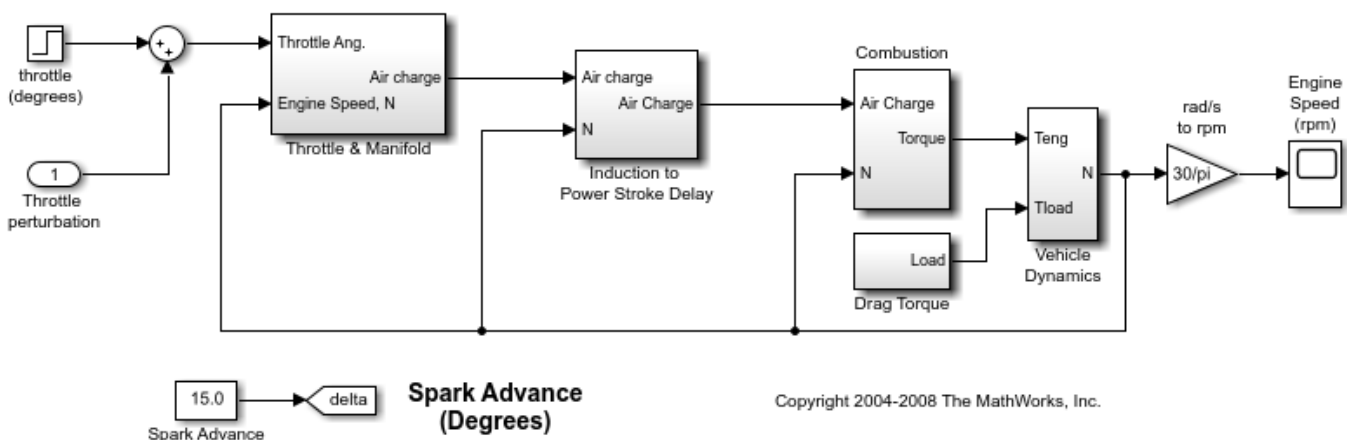 throttle
(degrees)
+
+
1
Throttle
perturbation
Throttle Ang.
Air charge
Engine Speed, N
Throttle & Manifold
Air charge
Air Charge
N
Induction to
Power Stroke Delay
Combustion
Air Charge
Torque
N
Load
Drag Torque
Teng
N
Tload
Vehicle
Dynamics
rad/s
to rpm
30/pi
Engine
Speed
(rpm)
15.0
Spark Advance
delta
Spark Advance
(Degrees)
Copyright 2004-2008 The MathWorks, Inc.